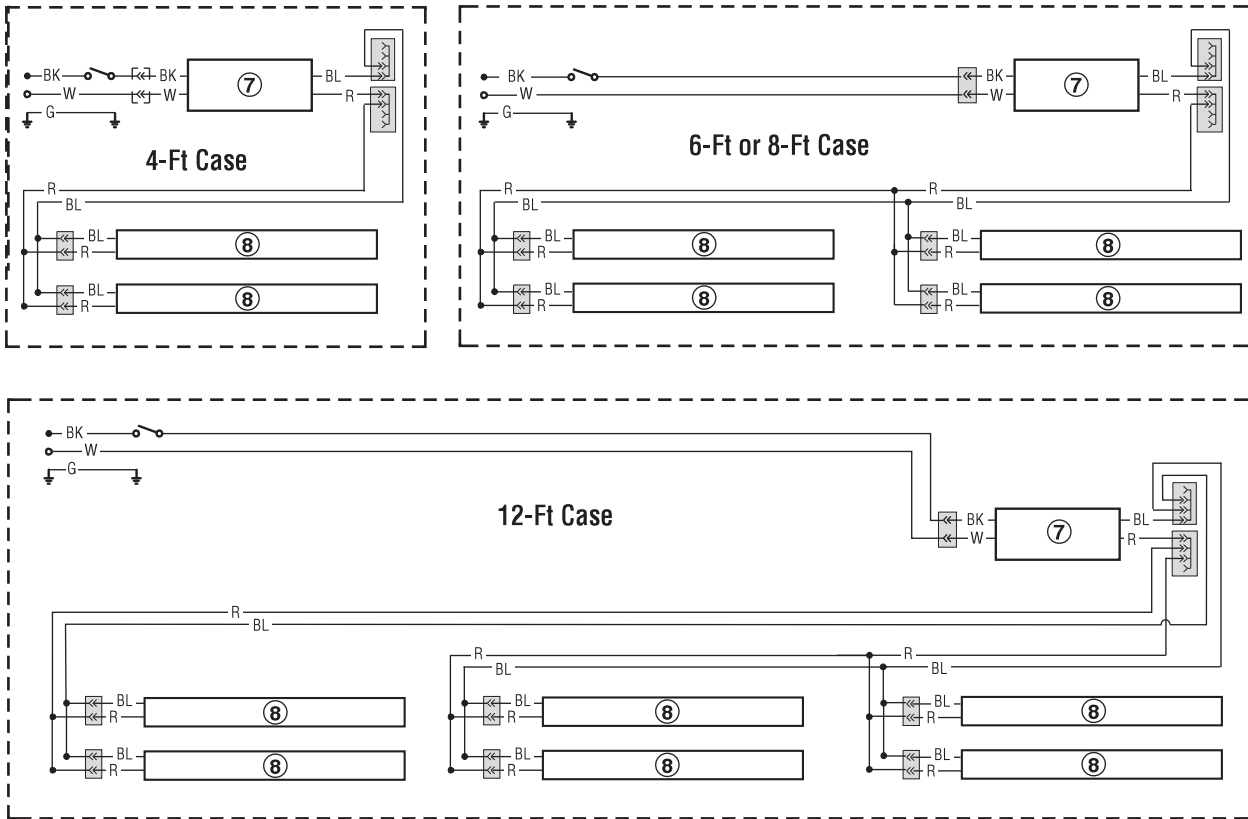 BK BK ⑦ BL
W W R
G
4-Ft Case
R
BL
BL ⑧
R
BL ⑧
R
BK BK ⑦ BL
W W R
G
6-Ft or 8-Ft Case
R R
BL BL
BL ⑧ BL ⑧
R R
BL ⑧ BL ⑧
R R
BK
W
G
12-Ft Case
BK ⑦ BL
W R
R
BL
R R
BL BL
BL ⑧ BL ⑧ BL ⑧
R R R
BL ⑧ BL ⑧ BL ⑧
R R R